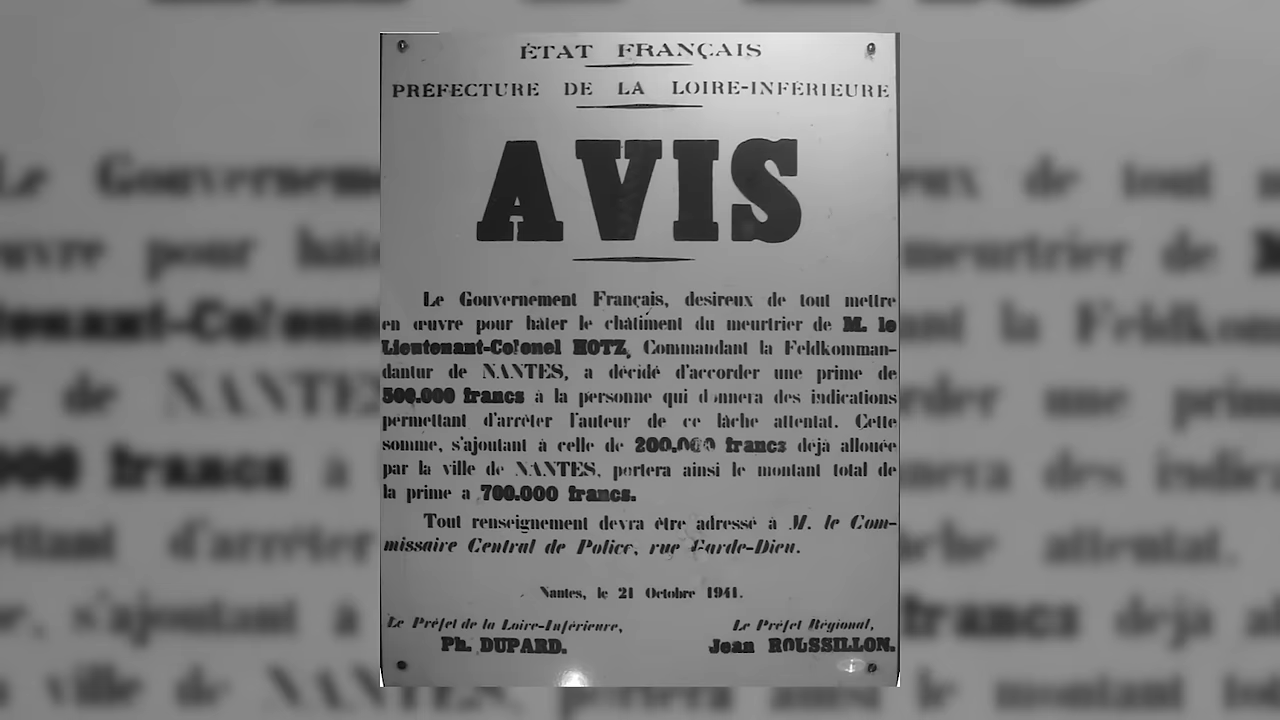 ÉTAT FRANÇAIS
PRÉFECTURE DE LA LOIRE-INFÉRIEURE
AVIS
Le Gouvernement Français, desireux de tout mettre
en œuvre pour hâter le châtiment du meurtrier de M. le
Lieutenant-Colonel HOTZ, Commandant la Feldkomman-
dantur de NANTES, a décidé d'accorder une prime de
500.000 francs à la personne qui donnera des indications
permettant d'arrêter l'auteur de ce lâche attentat. Cette
somme, s'ajoutant à celle de 200.000 francs déjà allouée
par la ville de NANTES, portera ainsi le montant total de
la prime a 700.000 francs.
Tout renseignement devra être adressé à M. le Com-
missaire Central de Police, rue Garde-Dieu.
Nantes, le 21 Octobre 1941.
Le Préfet de la Loire-Inférieure,
Ph. DUPARD.
Le Préfet Régional,
Jean ROUSSILLON.